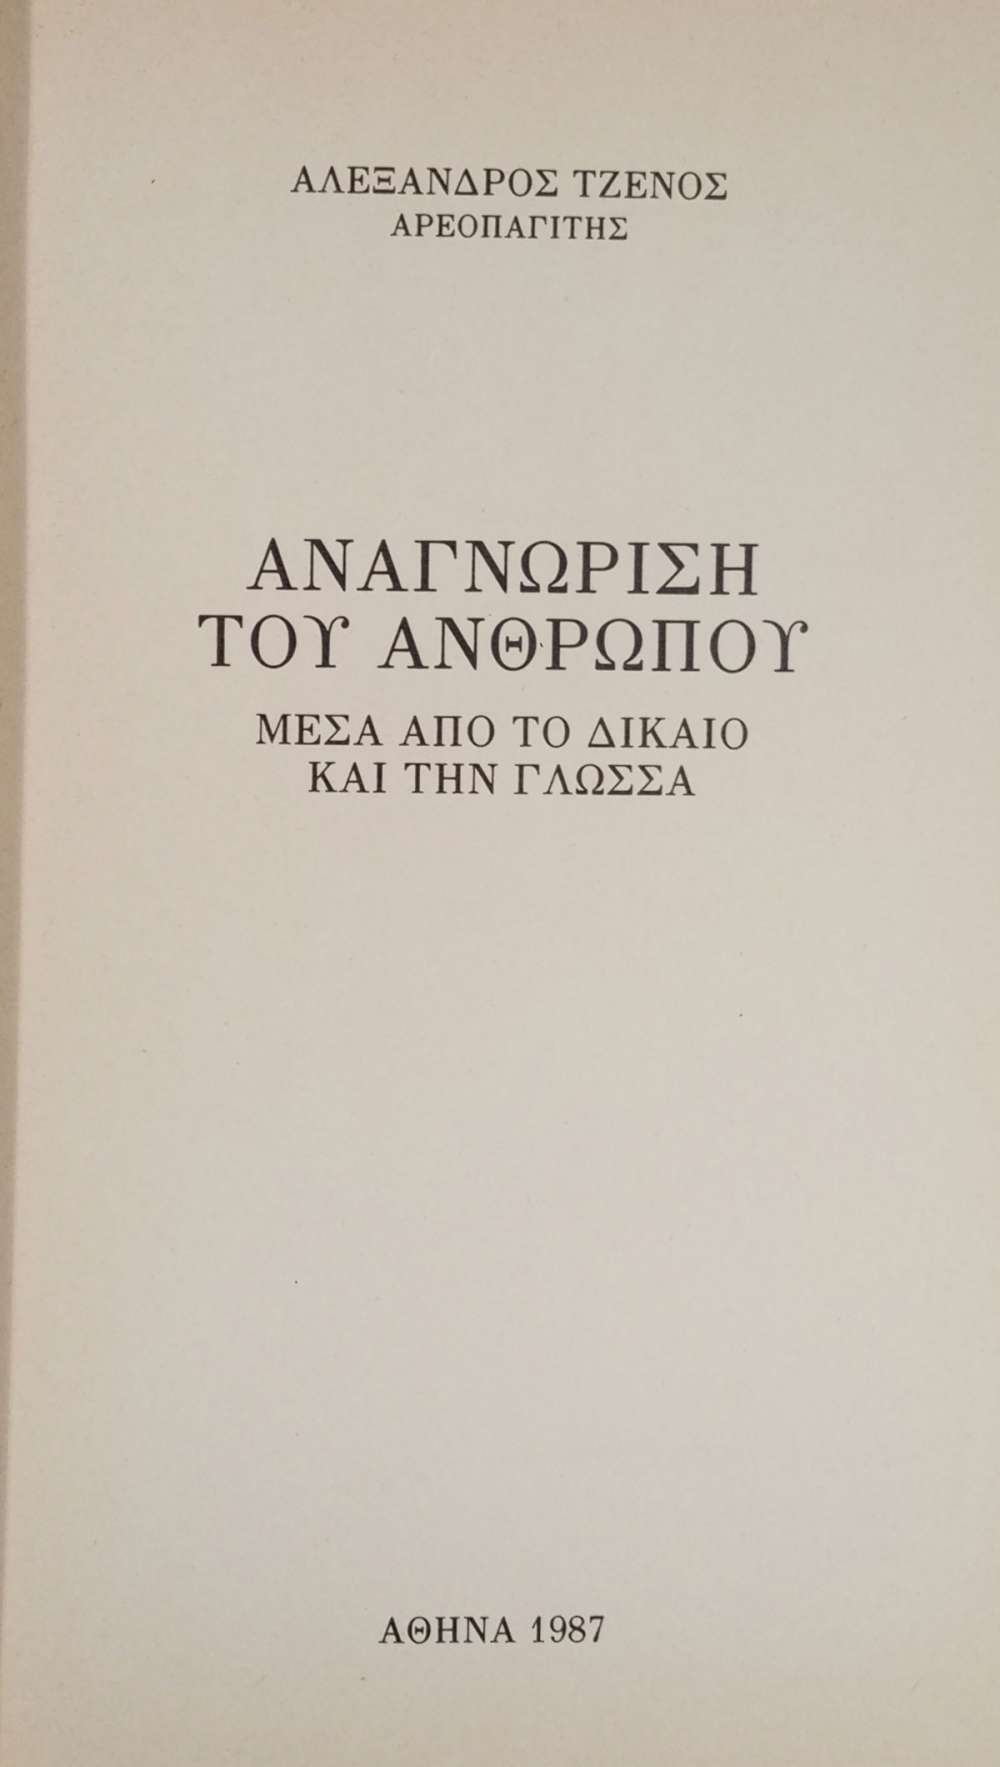 ΑΛΕΞΑΝΔΡΟΣ ΤΖΕΝΟΣ
ΑΡΕΟΠΑΓΙΤΗΣ
ΑΝΑΓΝΩΡΙΣΗ
ΤΟΥ ΑΝΘΡΩΠΟΥ
ΜΕΣΑ ΑΠΟ ΤΟ ΔΙΚΑΙΟ
ΚΑΙ ΤΗΝ ΓΛΩΣΣΑ
ΑΘΗΝΑ 1987